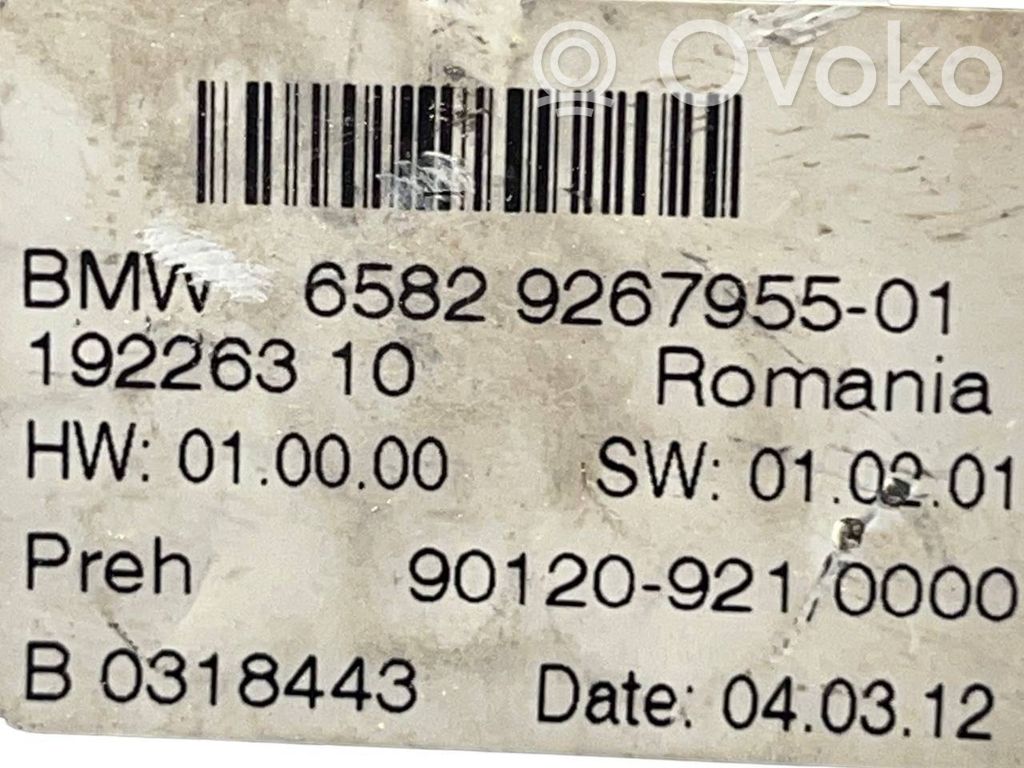 Ovoko
BMW 6582 9267955-01
192263 10 Romania
HW: 01.00.00 SW: 01.02.01
Preh 90120-921/0000
B 0318443 Date: 04.03.12